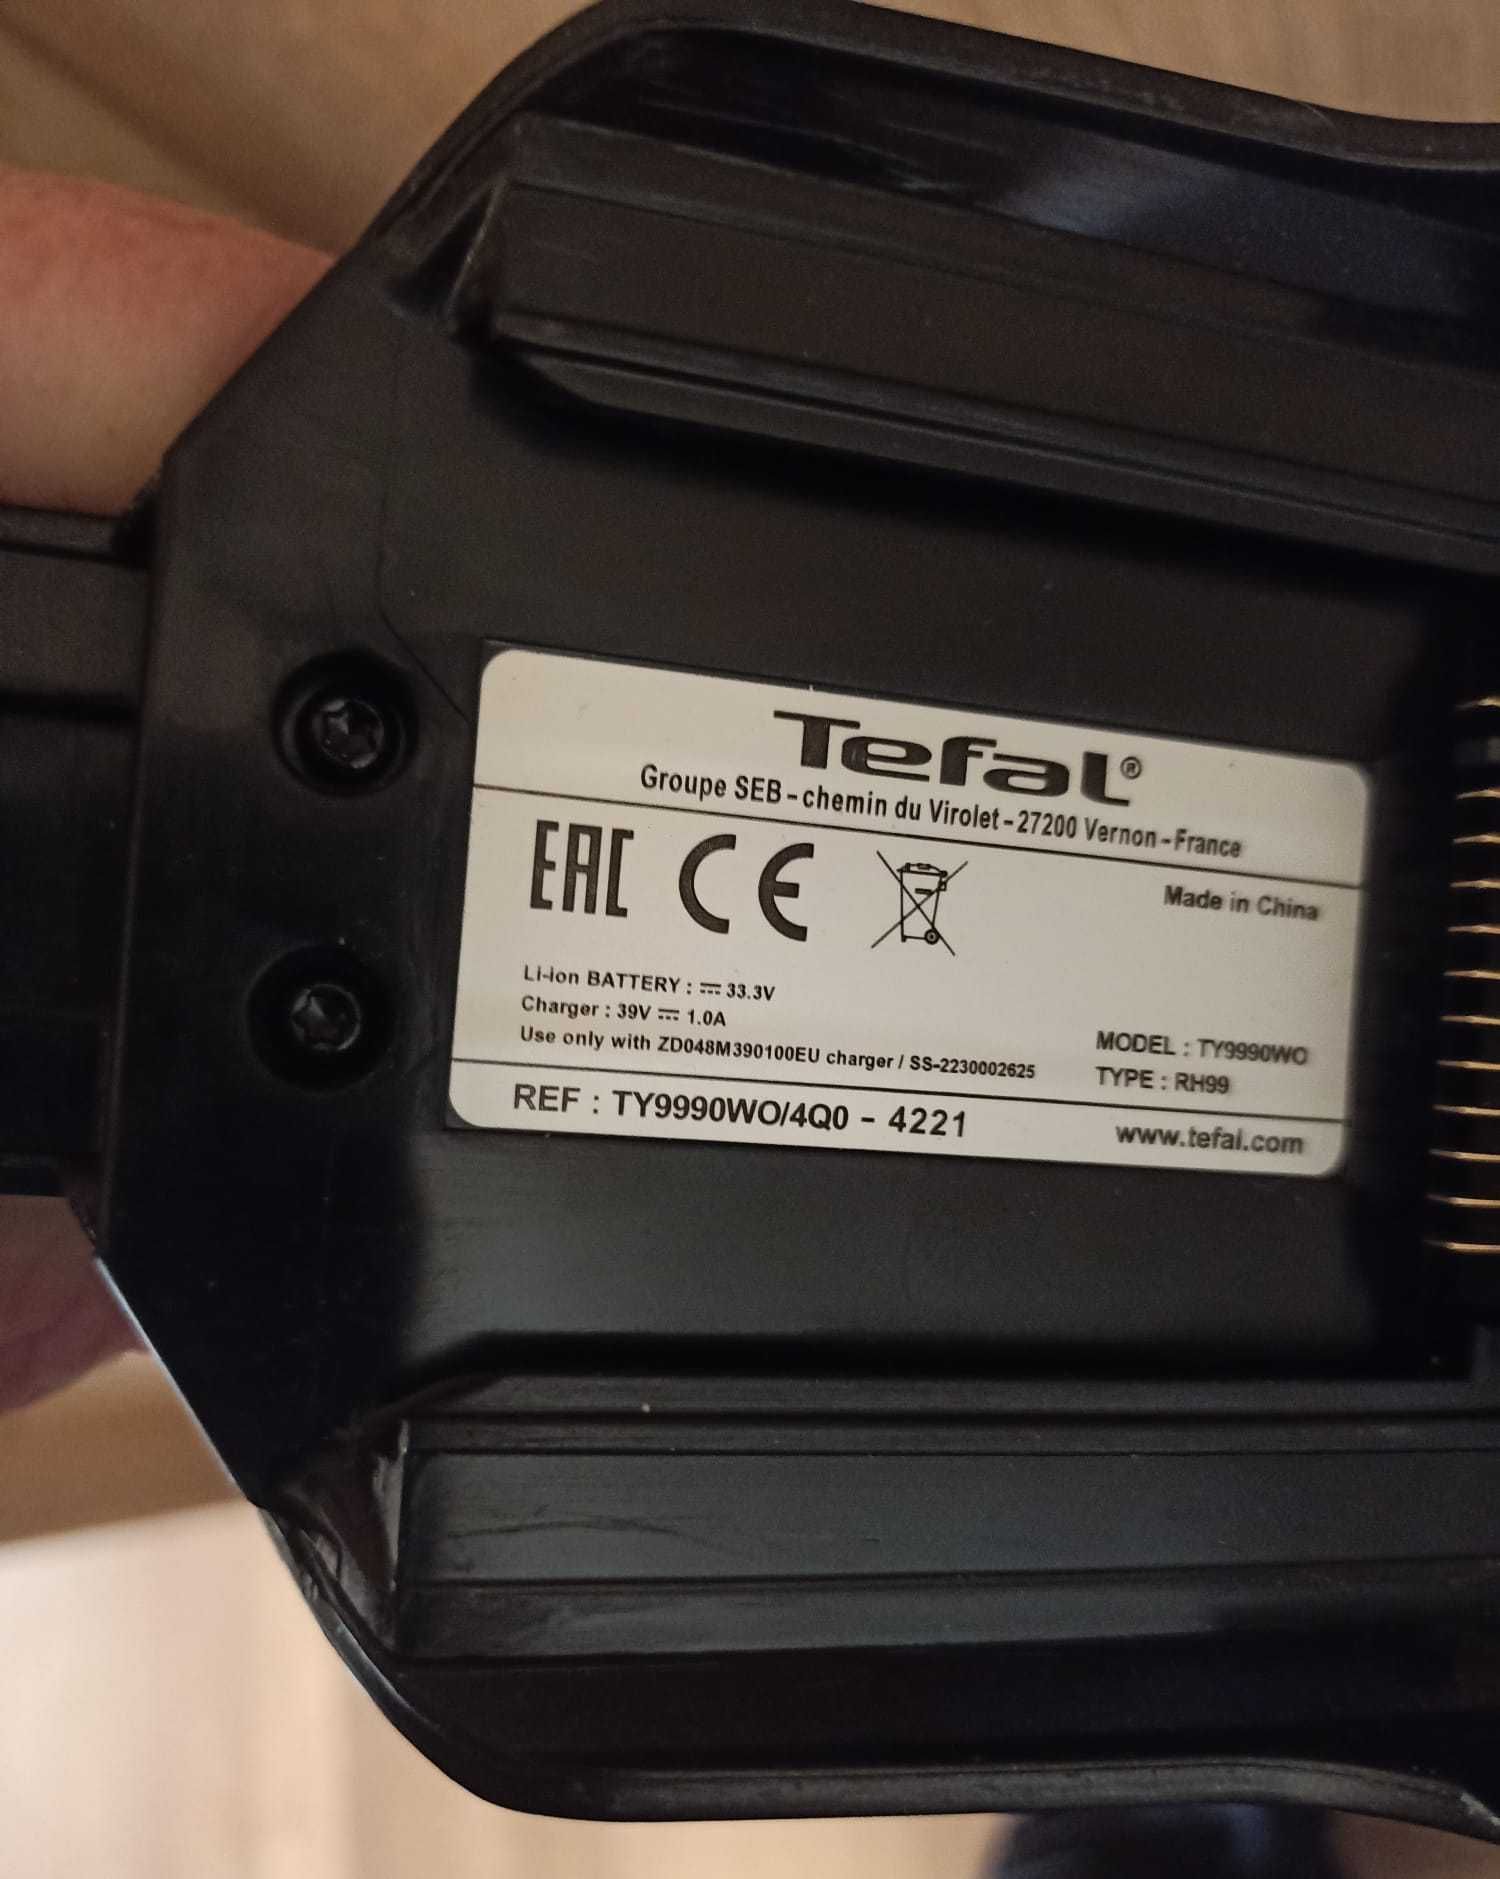 Tefal®
Groupe SEB - chemin du Virolet - 27200 Vernon - France
EAC CE
Made in China
Li-ion BATTERY : ⎓ 33.3V
Charger : 39V ⎓ 1.0A
Use only with ZD048M390100EU charger / SS-2230002625
MODEL : TY9990WO
TYPE : RH99
REF : TY9990WO/4Q0 - 4221
www.tefal.com